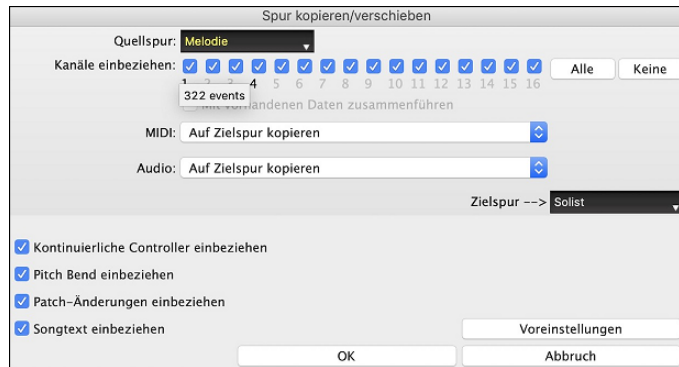 Spur kopieren/verschieben
Quellspur: Melodie
Kanäle einbeziehen:
Alle Keine
1 4 5 6 7 8 9 10 11 12 13 14 15 16
322 events
vorhandenen Daten zusammenführen
MIDI: Auf Zielspur kopieren
Audio: Auf Zielspur kopieren
Zielspur --> Solist
Kontinuierliche Controller einbeziehen
Pitch Bend einbeziehen
Patch-Änderungen einbeziehen
Songtext einbeziehen
Voreinstellungen
OK Abbruch